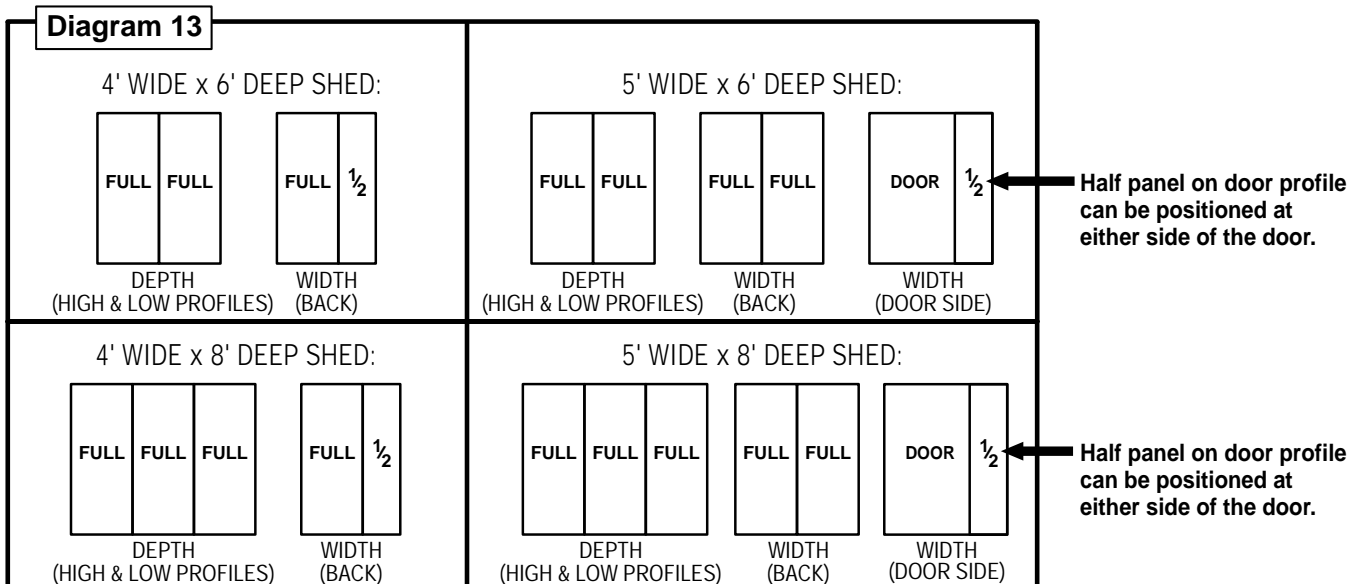 Diagram 13
4' WIDE x 6' DEEP SHED:
FULL FULL
FULL ½
DEPTH
(HIGH & LOW PROFILES)
WIDTH
(BACK)
5' WIDE x 6' DEEP SHED:
FULL FULL
FULL FULL
DOOR ½
DEPTH
(HIGH & LOW PROFILES)
WIDTH
(BACK)
WIDTH
(DOOR SIDE)
Half panel on door profile
can be positioned at
either side of the door.
4' WIDE x 8' DEEP SHED:
FULL FULL FULL
FULL ½
DEPTH
(HIGH & LOW PROFILES)
WIDTH
(BACK)
5' WIDE x 8' DEEP SHED:
FULL FULL FULL
FULL FULL
DOOR ½
DEPTH
(HIGH & LOW PROFILES)
WIDTH
(BACK)
WIDTH
(DOOR SIDE)
Half panel on door profile
can be positioned at
either side of the door.